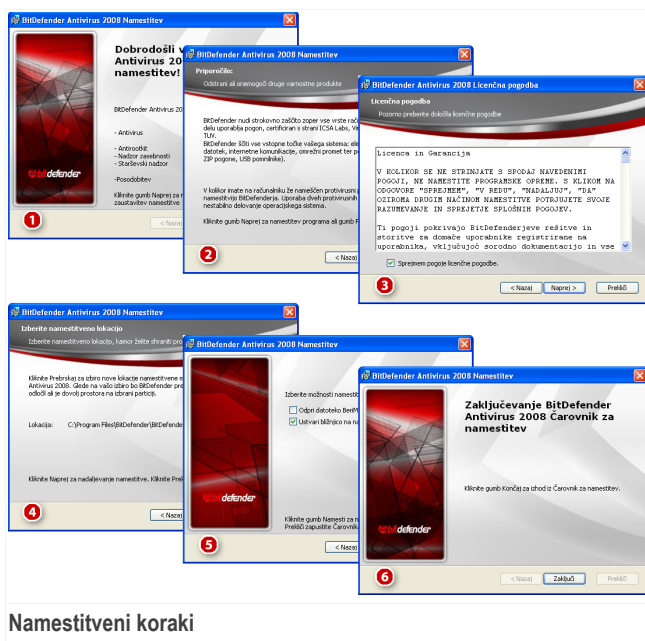 BitDefender Antivirus 2008 Namestitev
Dobrodošli v
Antivirus 20
namestitev!
BitDefender Antivirus 20
- Antivirus
- Antirootkit
- Nadzor zasebnosti
- Starševski nadzor
-Posodobitev
Kliknite gumb Naprej za n
zaustavitev namestitve
bitdefender
1
< Nazaj
BitDefender Antivirus 2008 Namestitev
Priporočilo:
Odstrani ali onemogoči druge varnostne produkte
BitDefender nudi strokovno zaščito zoper vse vrste rač
delu uporablja pogon, certificiran s strani ICSA Labs, Vir
TUV.
BitDefender ščiti vse vstopne točke vašega sistema: ele
datotek, internetne komunikacije, omrežni promet ter po
ZIP pogone, USB pomnilnike).
V kolikor imate na računalniku že nameščen protivirusni p
namestitvijo BitDefenderja. Uporaba dveh protivirusnih
nestabilno delovanje operacijskega sistema.
Kliknite gumb Naprej za namestitev programa ali gumb P
2
< Nazaj
BitDefender Antivirus 2008 Licenčna pogodba
Licenčna pogodba
Pozorno preberite določila licenčne pogodbe
Licenca in Garancija
V KOLIKOR SE NE STRINJATE S SPODAJ NAVEDENIMI
POGOJI, NE NAMESTITE PROGRAMSKE OPREME. S KLIKOM NA
ODGOVORE "SPREJMEM", "V REDU", "NADALJUJ", "DA"
OZIROMA DRUGIM NAČINOM NAMESTITVE POTRJUJETE SVOJE
RAZUMEVANJE IN SPREJETJE SPLOŠNIH POGOJEV.
Ti pogoji pokrivajo BitDefenderjeve rešitve in
storitve za domače uporabnike registrirane na
uporabnika, vključujoč sorodno dokumentacijo in vse
Sprejmem pogoje licenčne pogodbe.
3
< Nazaj Naprej > Prekliči
BitDefender Antivirus 2008 Namestitev
Izberite namestitveno lokacijo
Izberite namestitveno lokacijo, kamor želite shraniti pro
Kliknite Prebrskaj za izbiro nove lokacije namestitvene m
Antivirus 2008. Glede na vašo izbiro bo BitDefender pre
odločil ali je dovolj prostora na izbrani particiji.
Lokacija: C:\Program Files\BitDefender\BitDefende
Kliknite Naprej za nadaljevanje namestitve. Kliknite Prek
4
< Nazaj
BitDefender Antivirus 2008 Namestitev
Izberite možnosti namestit
Odpri datoteko BeriM
Ustvari bližnjico na na
Kliknite gumb Namesti za n
Prekliči zapustite Čarovnik.
bitdefender
5
< Nazaj
BitDefender Antivirus 2008 Namestitev
Zaključevanje BitDefender
Antivirus 2008 Čarovnik za
namestitev
Kliknite gumb Končaj za izhod iz Čarovnik za namestitev.
bitdefender
6
< Nazaj Zaključi Prekliči
Namestitveni koraki